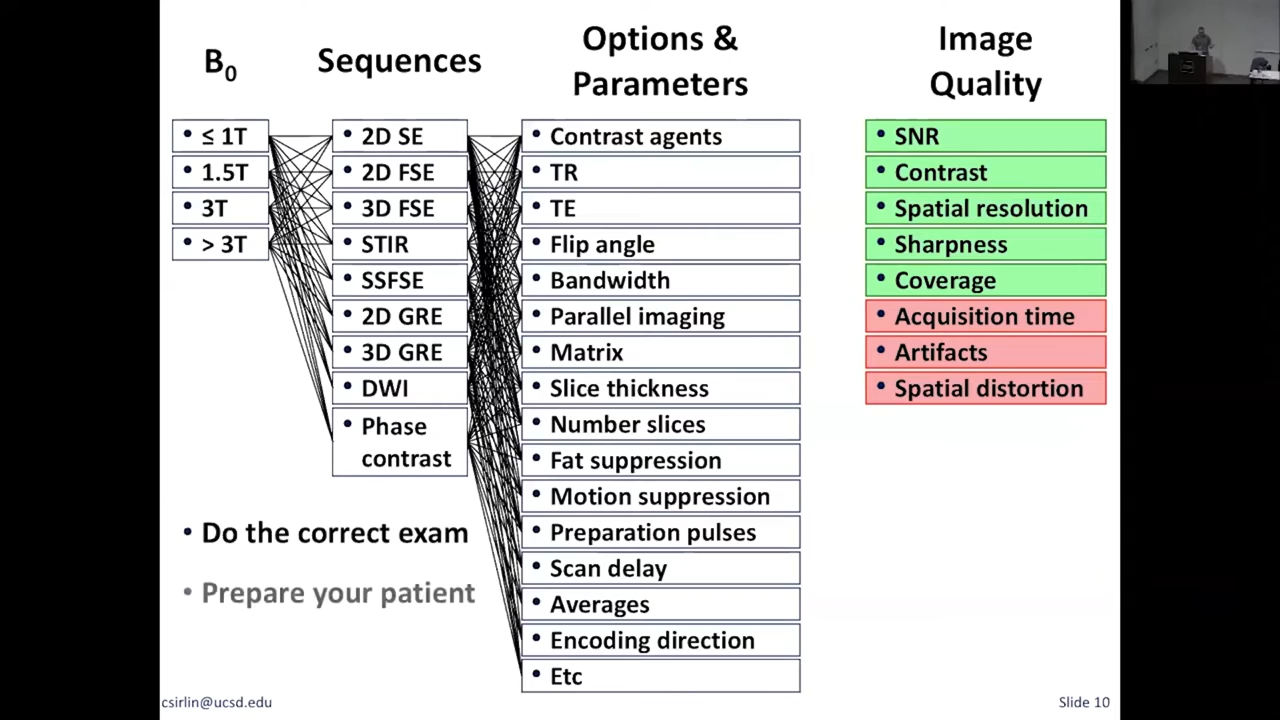 B0
Sequences
Options &
Parameters
Image
Quality
• ≤ 1T
• 1.5T
• 3T
• > 3T
• 2D SE
• 2D FSE
• 3D FSE
• STIR
• SSFSE
• 2D GRE
• 3D GRE
• DWI
• Phase
contrast
• Contrast agents
• TR
• TE
• Flip angle
• Bandwidth
• Parallel imaging
• Matrix
• Slice thickness
• Number slices
• Fat suppression
• Motion suppression
• Preparation pulses
• Scan delay
• Averages
• Encoding direction
• Etc
• SNR
• Contrast
• Spatial resolution
• Sharpness
• Coverage
• Acquisition time
• Artifacts
• Spatial distortion
• Do the correct exam
• Prepare your patient
csirlin@ucsd.edu
Slide 10